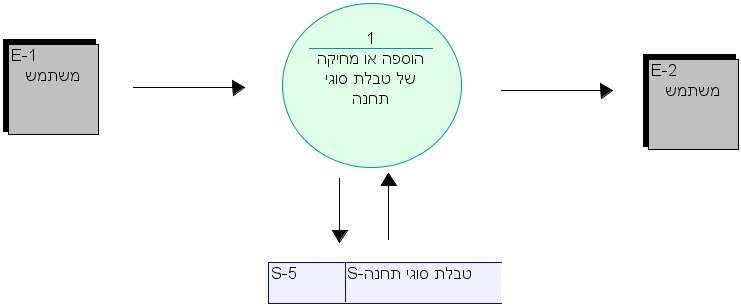 E-1
משתמש
1
הוספה או מחיקה
של טבלת סוגי
תחנה
E-2
משתמש
S-5
S-טבלת סוגי תחנה